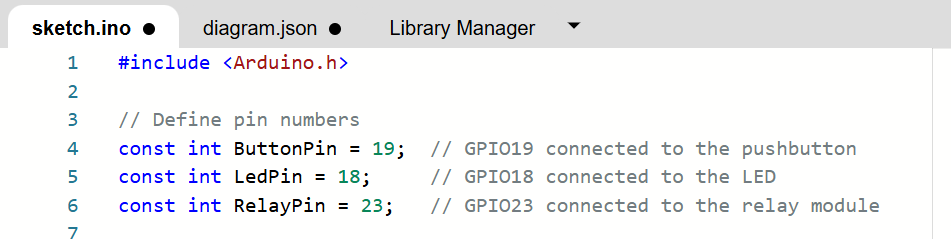 sketch.ino ● diagram.json ● Library Manager
1 #include <Arduino.h>
2
3 // Define pin numbers
4 const int ButtonPin = 19;  // GPIO19 connected to the pushbutton
5 const int LedPin = 18;     // GPIO18 connected to the LED
6 const int RelayPin = 23;   // GPIO23 connected to the relay module
7